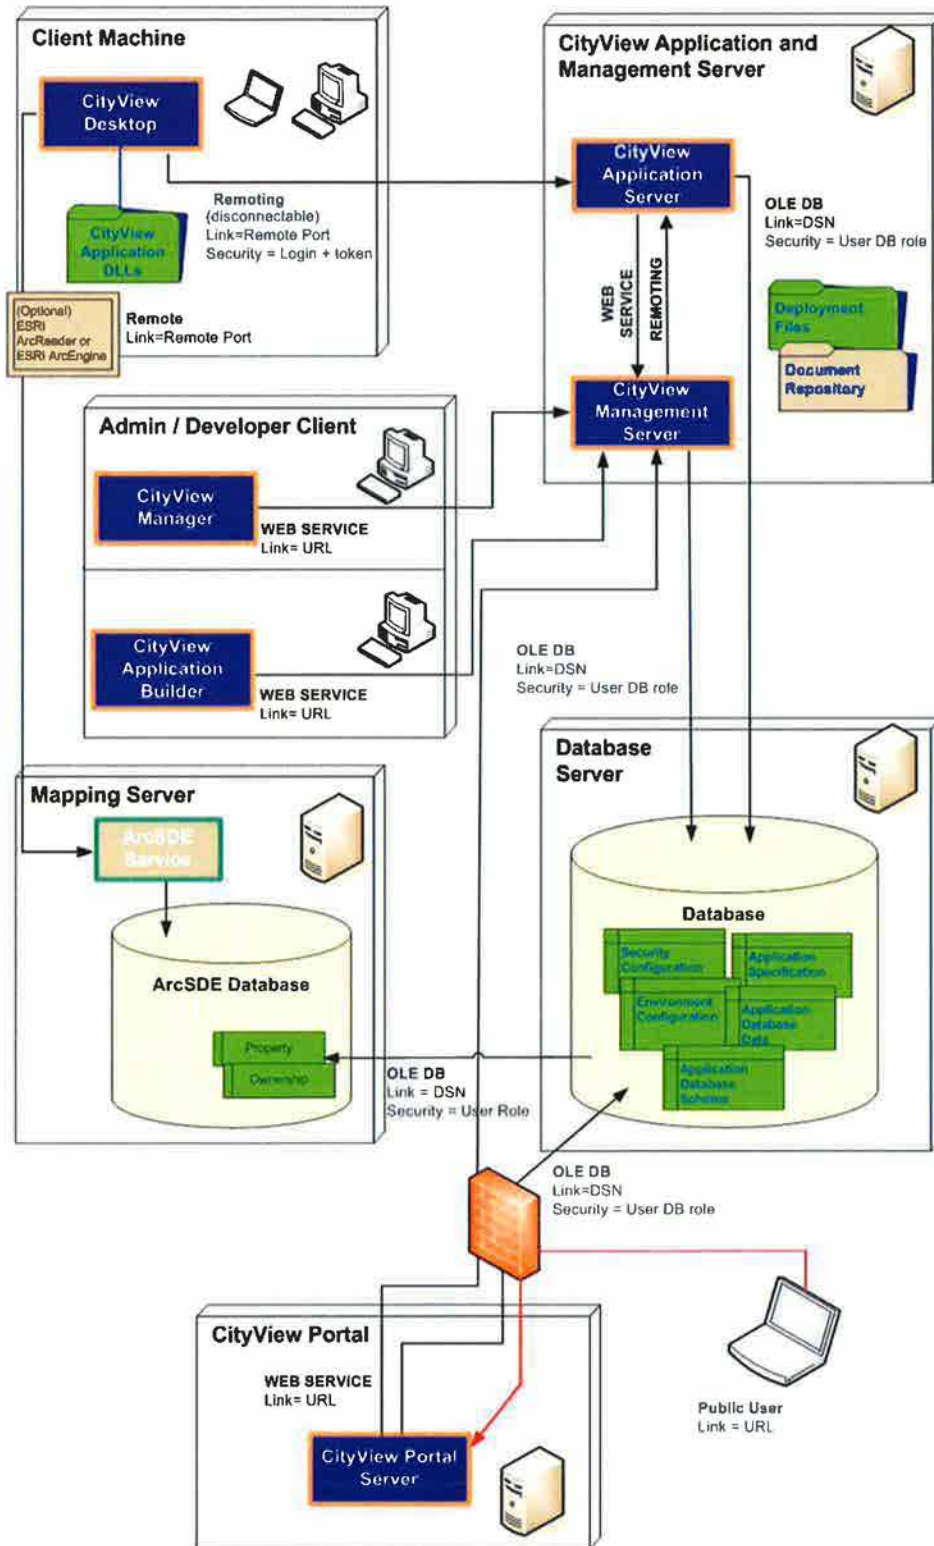 Client Machine
CityView
Desktop
CityView
Application
DLLs
Remoting
(disconnectable)
Link=Remote Port
Security = Login + token
(Optional)
ESRI
ArcReader or
ESRI ArcEngine
Remote
Link=Remote Port
CityView Application and
Management Server
CityView
Application
Server
OLE DB
Link=DSN
Security = User DB role
WEB
SERVICE
REMOTING
Deployment
Files
Document
Repository
CityView
Management
Server
Admin / Developer Client
CityView
Manager
WEB SERVICE
Link= URL
CityView
Application
Builder
WEB SERVICE
Link= URL
OLE DB
Link=DSN
Security = User DB role
Mapping Server
ArcSDE
Service
ArcSDE Database
Property
Ownership
OLE DB
Link = DSN
Security = User Role
Database
Server
Database
Security
Configuration
Application
Specification
Environment
Configuration
Application
Database
Data
Application
Database
Schema
OLE DB
Link=DSN
Security = User DB role
CityView Portal
WEB SERVICE
Link= URL
CityView Portal
Server
Public User
Link = URL